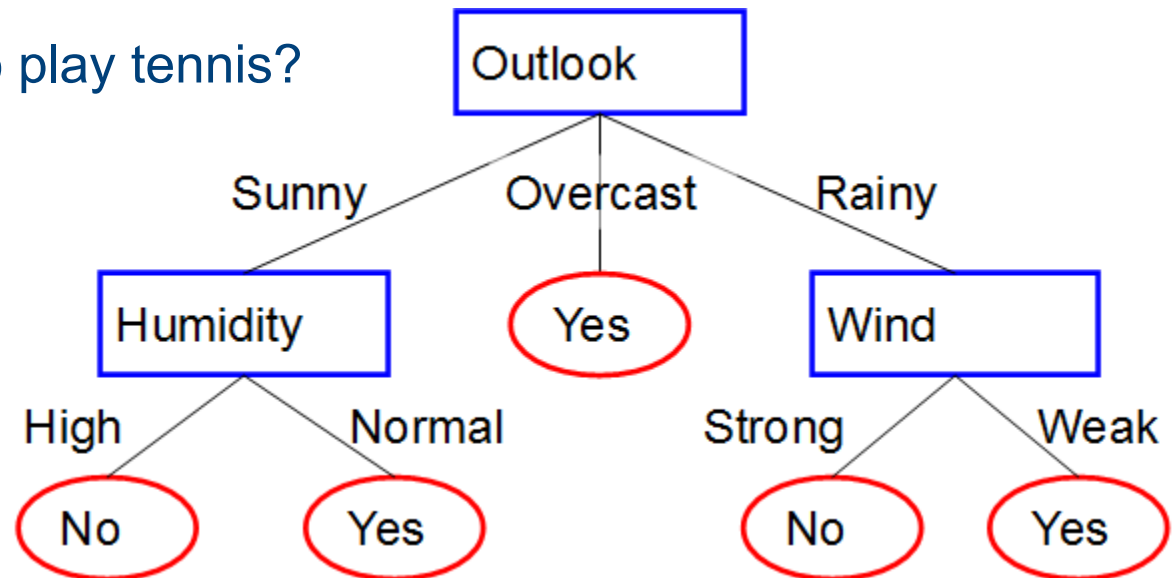 play tennis?
Outlook
Sunny Overcast Rainy
Humidity Yes Wind
High Normal Strong Weak
No Yes No Yes